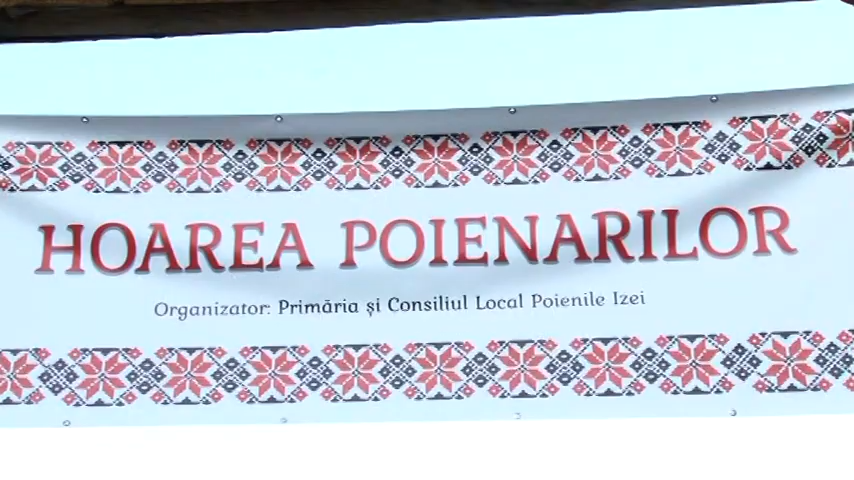 HOAREA POIENARILOR
Organizator: Primăria și Consiliul Local Poienile Izei